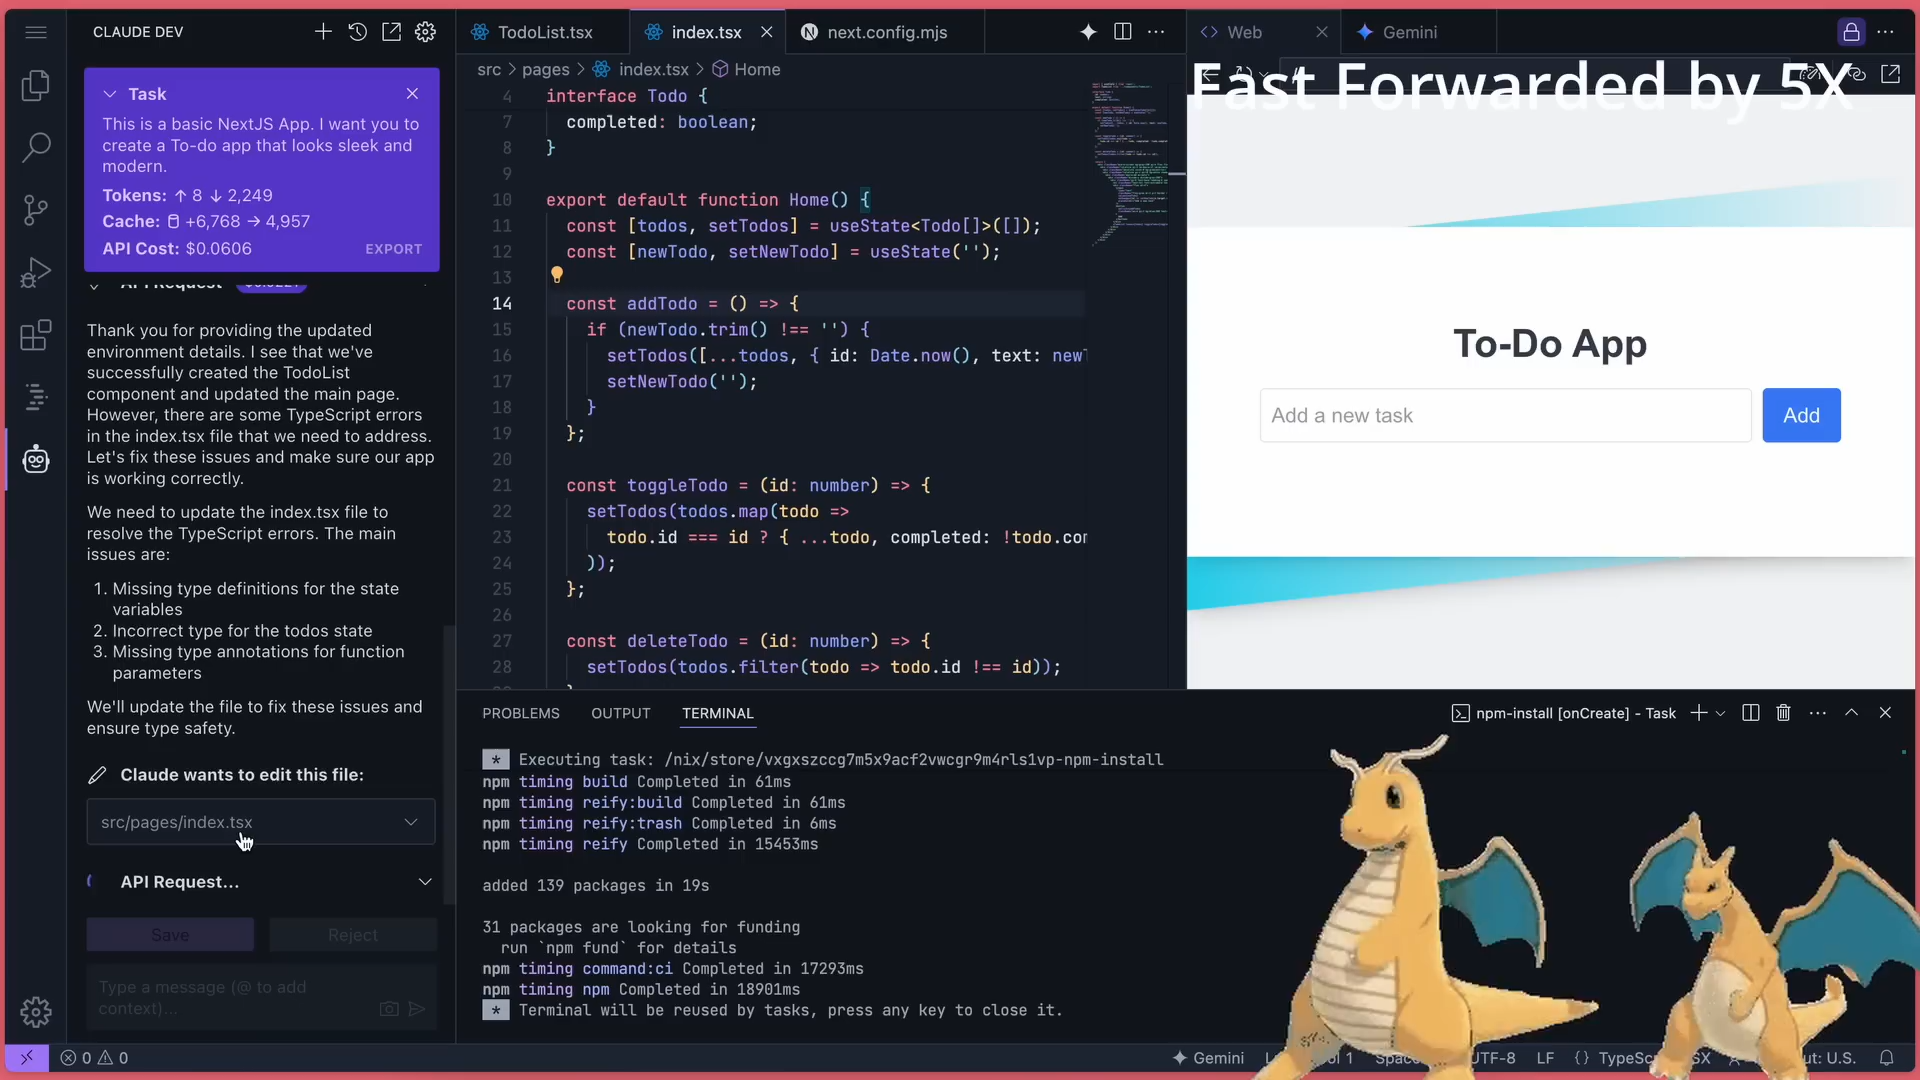 CLAUDE DEV
Task
This is a basic NextJS App. I want you to
create a To-do app that looks sleek and
modern.
Tokens: ↑ 8 ↓ 2,249
Cache: +6,768 → 4,957
API Cost: $0.0606
EXPORT
API Request
Thank you for providing the updated
environment details. I see that we've
successfully created the TodoList
component and updated the main page.
However, there are some TypeScript errors
in the index.tsx file that we need to address.
Let's fix these issues and make sure our app
is working correctly.
We need to update the index.tsx file to
resolve the TypeScript errors. The main
issues are:
1. Missing type definitions for the state
variables
2. Incorrect type for the todos state
3. Missing type annotations for function
parameters
We'll update the file to fix these issues and
ensure type safety.
Claude wants to edit this file:
src/pages/index.tsx
API Request...
Save
Reject
Type a message (@ to add
context)...
TodoList.tsx
index.tsx
next.config.mjs
src > pages > index.tsx > Home
4 interface Todo {
7 completed: boolean;
8 }
9
10 export default function Home() {
11 const [todos, setTodos] = useState<Todo[]>([]);
12 const [newTodo, setNewTodo] = useState('');
13
14 const addTodo = () => {
15 if (newTodo.trim() !== '') {
16 setTodos([...todos, { id: Date.now(), text: new
17 setNewTodo('');
18 }
19 };
20
21 const toggleTodo = (id: number) => {
22 setTodos(todos.map(todo =>
23 todo.id === id ? { ...todo, completed: !todo.com
24 ));
25 };
26
27 const deleteTodo = (id: number) => {
28 setTodos(todos.filter(todo => todo.id !== id));
Web
Gemini
Fast Forwarded by 5X
To-Do App
Add a new task
Add
PROBLEMS
OUTPUT
TERMINAL
npm-install [onCreate] - Task
* Executing task: /nix/store/vxgxszccg7m5x9acf2vwcgr9m4rls1vp-npm-install
npm timing build Completed in 61ms
npm timing reify:build Completed in 61ms
npm timing reify:trash Completed in 6ms
npm timing reify Completed in 15453ms
added 139 packages in 19s
31 packages are looking for funding
run `npm fund` for details
npm timing command:ci Completed in 17293ms
npm timing npm Completed in 18901ms
* Terminal will be reused by tasks, press any key to close it.
0 0
Gemini
UTF-8
LF
{}
U.S.